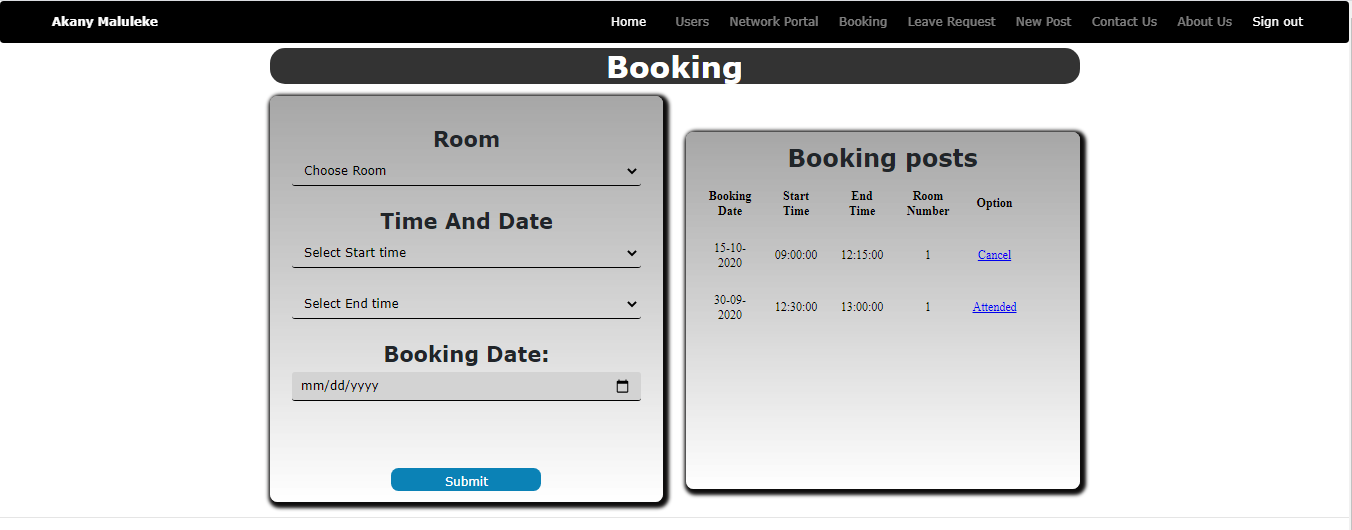 Akany Maluleke Home Users Network Portal Booking Leave Request New Post Contact Us About Us Sign out
Booking
Room
Choose Room
Time And Date
Select Start time
Select End time
Booking Date:
mm/dd/yyyy
Submit
Booking posts
Booking Start End Room
Date Time Time Number Option
15-10-
2020 09:00:00 12:15:00 1 Cancel
30-09-
2020 12:30:00 13:00:00 1 Attended